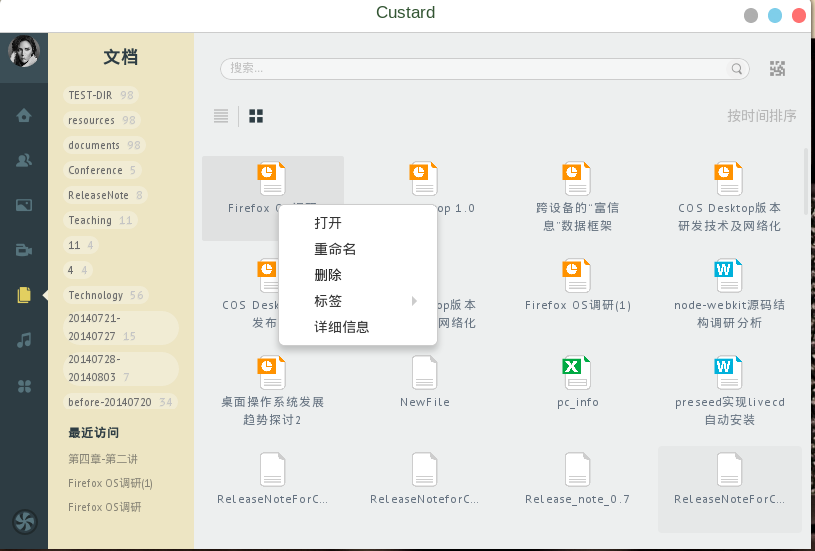 Custard
文档
TEST-DIR 98
resources 98
documents 98
Conference 5
ReleaseNote 8
Teaching 11
11 4
4 4
Technology 56
20140721-
20140727 15
20140728-
20140803 7
before-20140720 34
最近访问
第四章-第二讲
Firefox OS调研(1)
Firefox OS调研
搜索...
按时间排序
Firefox
op 1.0
跨设备的"富信
息"数据框架
COS Desktop版本
研发技术及网络化
打开
重命名
删除
标签
详细信息
COS Desk
发布
op版本
网络化
Firefox OS调研(1)
node-webkit源码结
构调研分析
桌面操作系统发展
趋势探讨2
NewFile
pc_info
preseed实现livecd
自动安装
ReleaseNoteForC...
ReleaseNoteforC...
Release_note_0.7
ReleaseNoteForC...